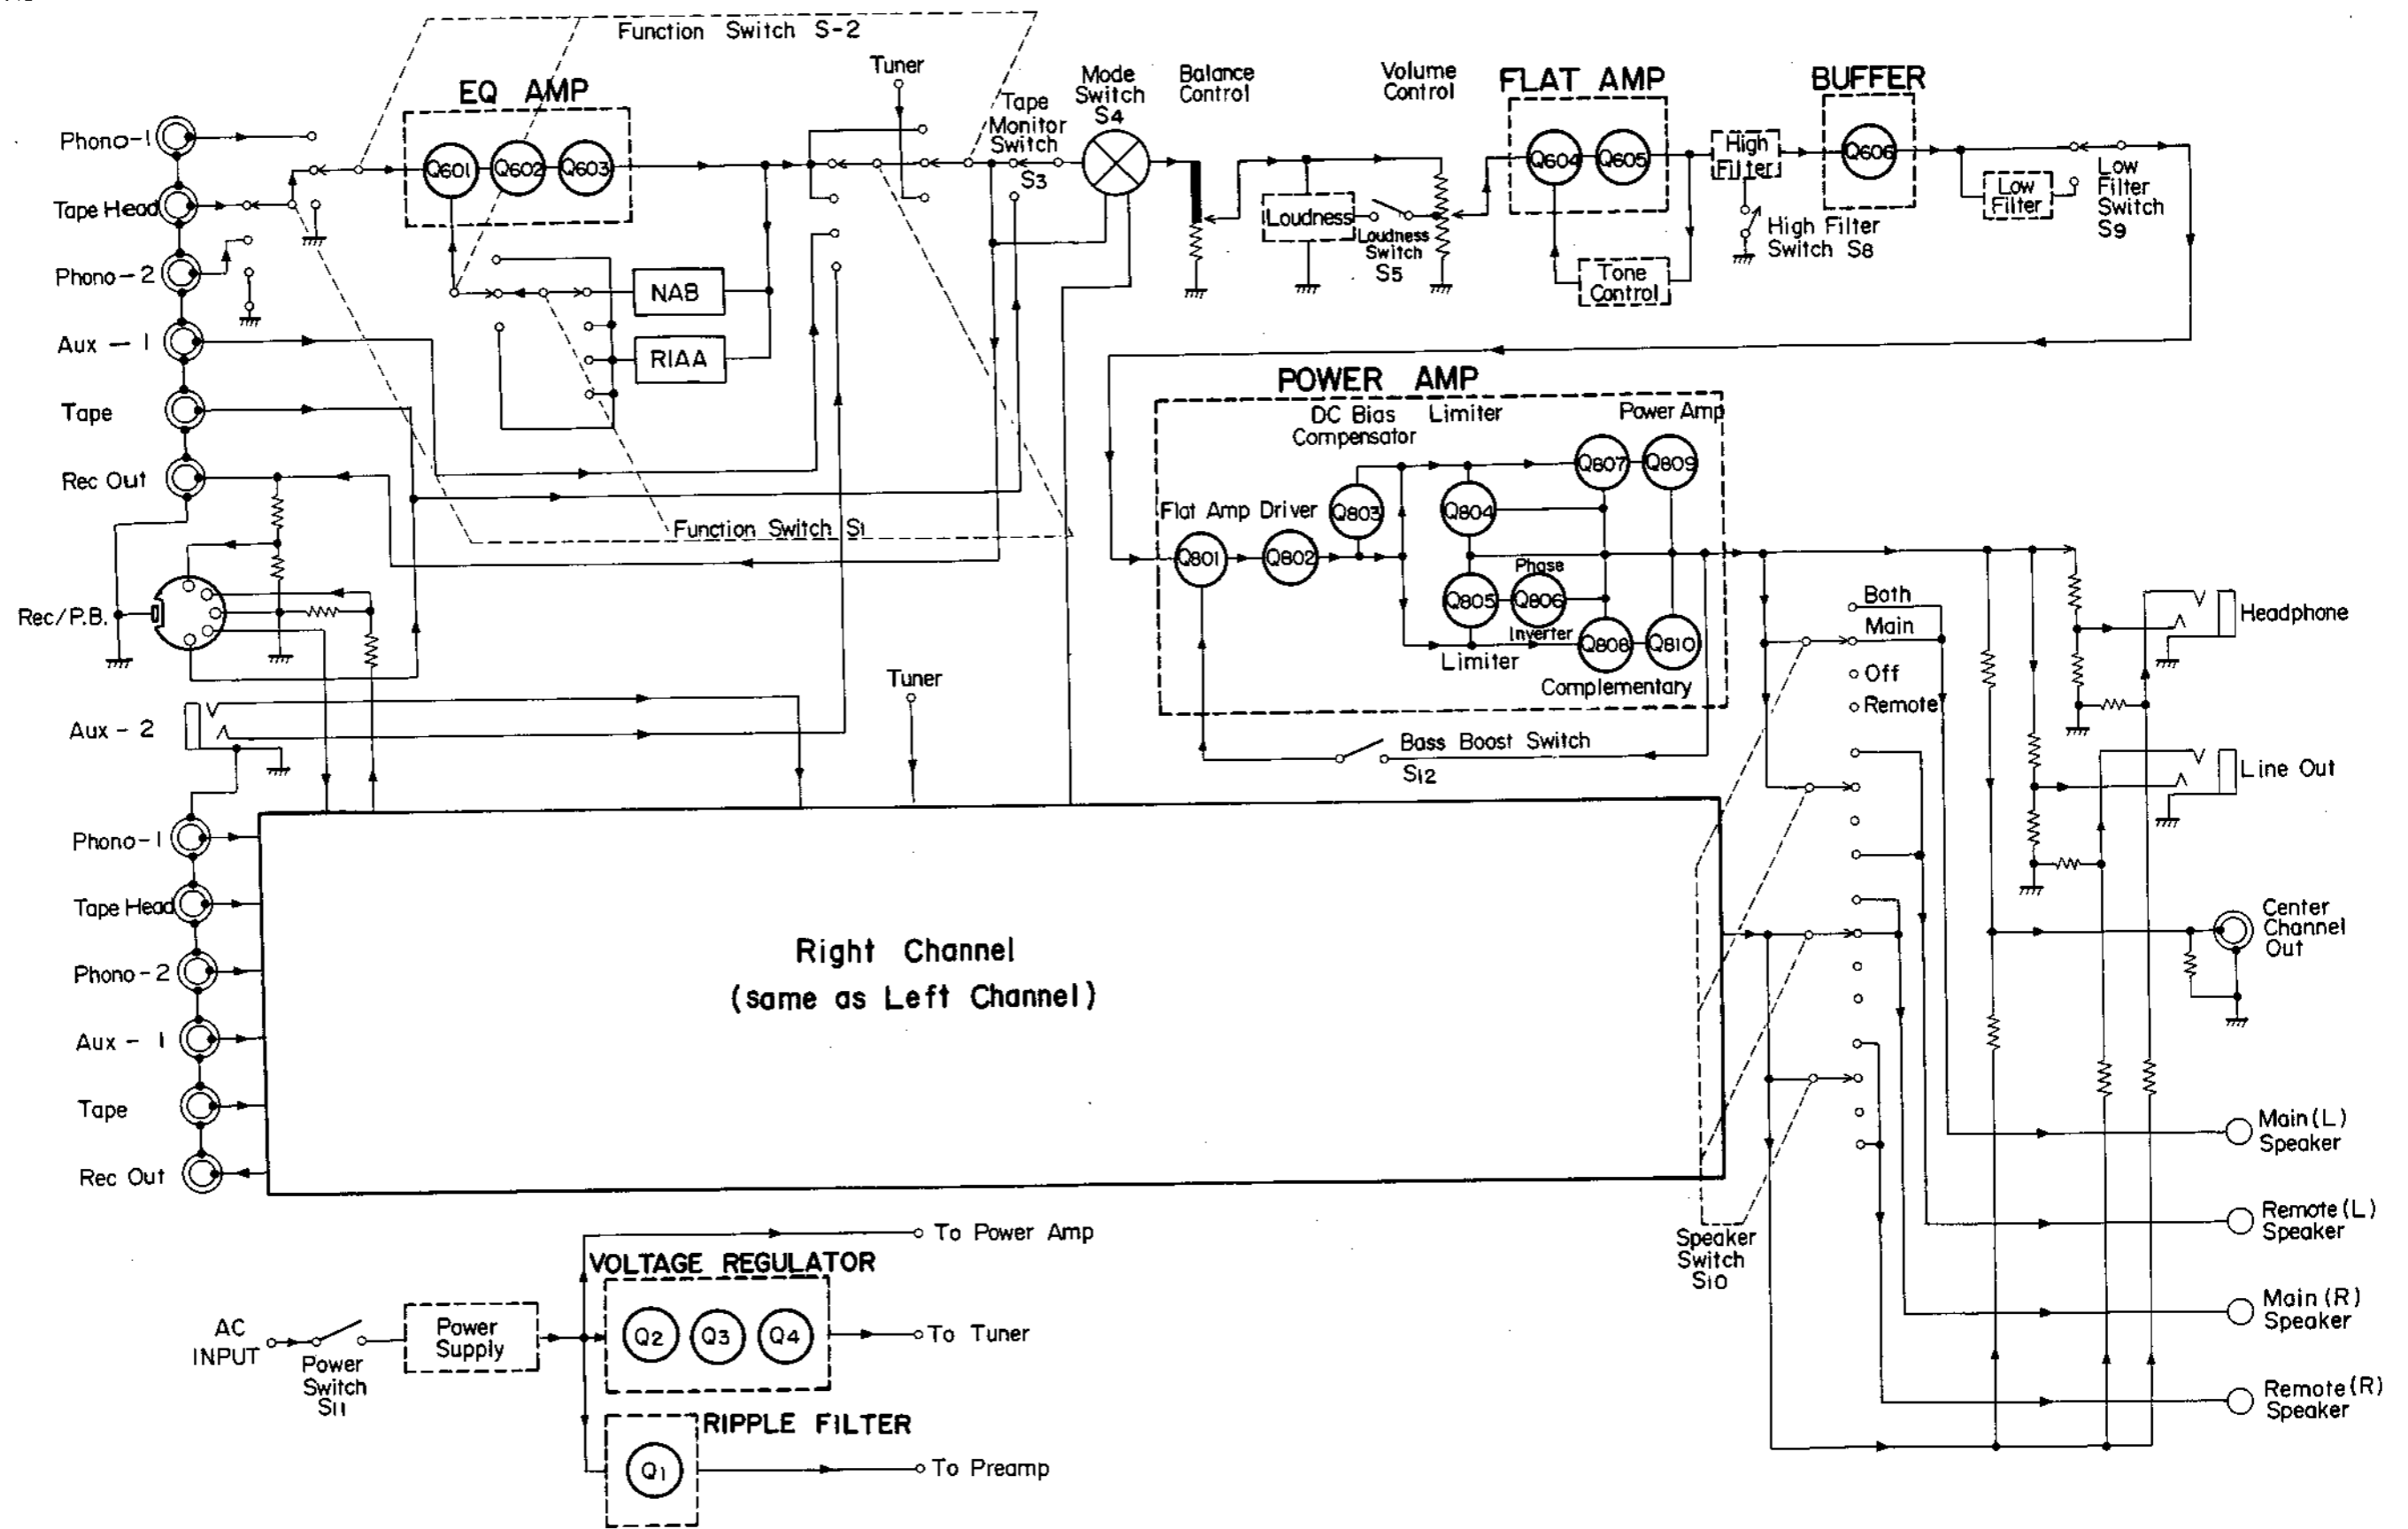 Function Switch S-2
EQ AMP
Tuner
Tape
Monitor
Switch
S3
Mode
Switch
S4
Balance
Control
Volume
Control
FLAT AMP
BUFFER
Phono-1
Q601
Q602
Q603
Q604
Q605
High
Filter
Q606
Tape Head
Loudness
Loudness
Switch
S5
Low
Filter
Low
Filter
Switch
S9
High Filter
Switch S8
Phono-2
Tone
Control
NAB
Aux-1
RIAA
POWER AMP
Tape
DC Bias
Compensator
Limiter
Power Amp
Q807
Q809
Rec Out
Flat Amp
Driver
Q803
Q804
Function Switch S1
Q801
Q802
Phase
Q805
Q806
Inverter
Q808
Q810
Limiter
Complementary
Both
Main
Off
Remote
Headphone
Rec/P.B.
Tuner
Aux-2
Bass Boost Switch
S12
Line Out
Phono-1
Tape Head
Phono-2
Aux-1
Tape
Rec Out
Right Channel
(same as Left Channel)
Center
Channel
Out
Main(L)
Speaker
Remote(L)
Speaker
Main(R)
Speaker
Remote(R)
Speaker
Speaker
Switch
S10
To Power Amp
VOLTAGE REGULATOR
AC
INPUT
Power
Switch
S11
Power
Supply
Q2
Q3
Q4
To Tuner
RIPPLE FILTER
Q1
To Preamp